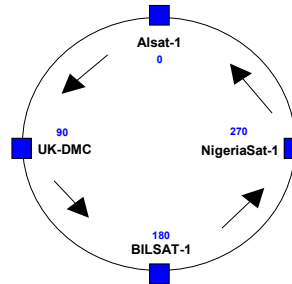 Alsat-1
0
90
UK-DMC
270
NigeriaSat-1
180
BILSAT-1